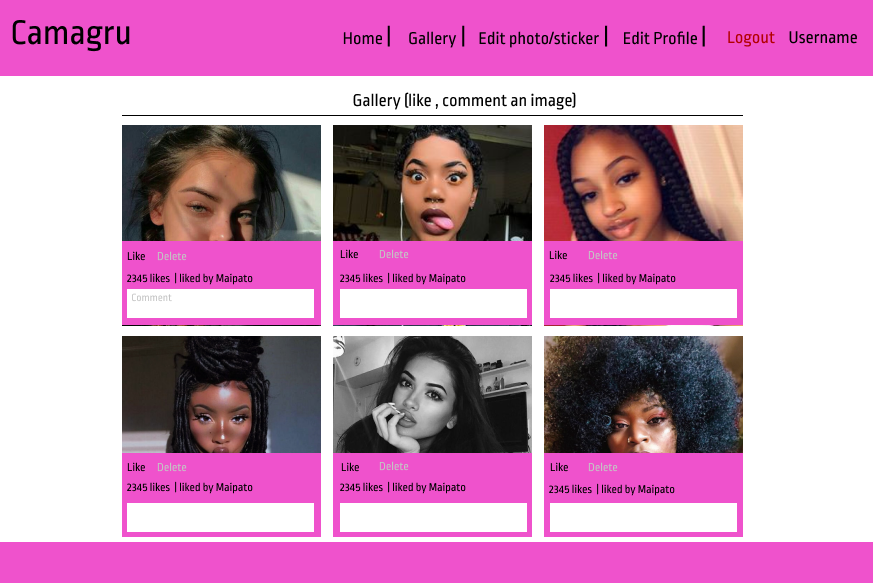 Camagru
Home | Gallery | Edit photo/sticker | Edit Profile | Logout Username
Gallery (like , comment an image)
Like Delete
2345 likes | liked by Maipato
Comment
Like Delete
2345 likes | liked by Maipato
Like Delete
2345 likes | liked by Maipato
Like Delete
2345 likes | liked by Maipato
Like Delete
2345 likes | liked by Maipato
Like Delete
2345 likes | liked by Maipato